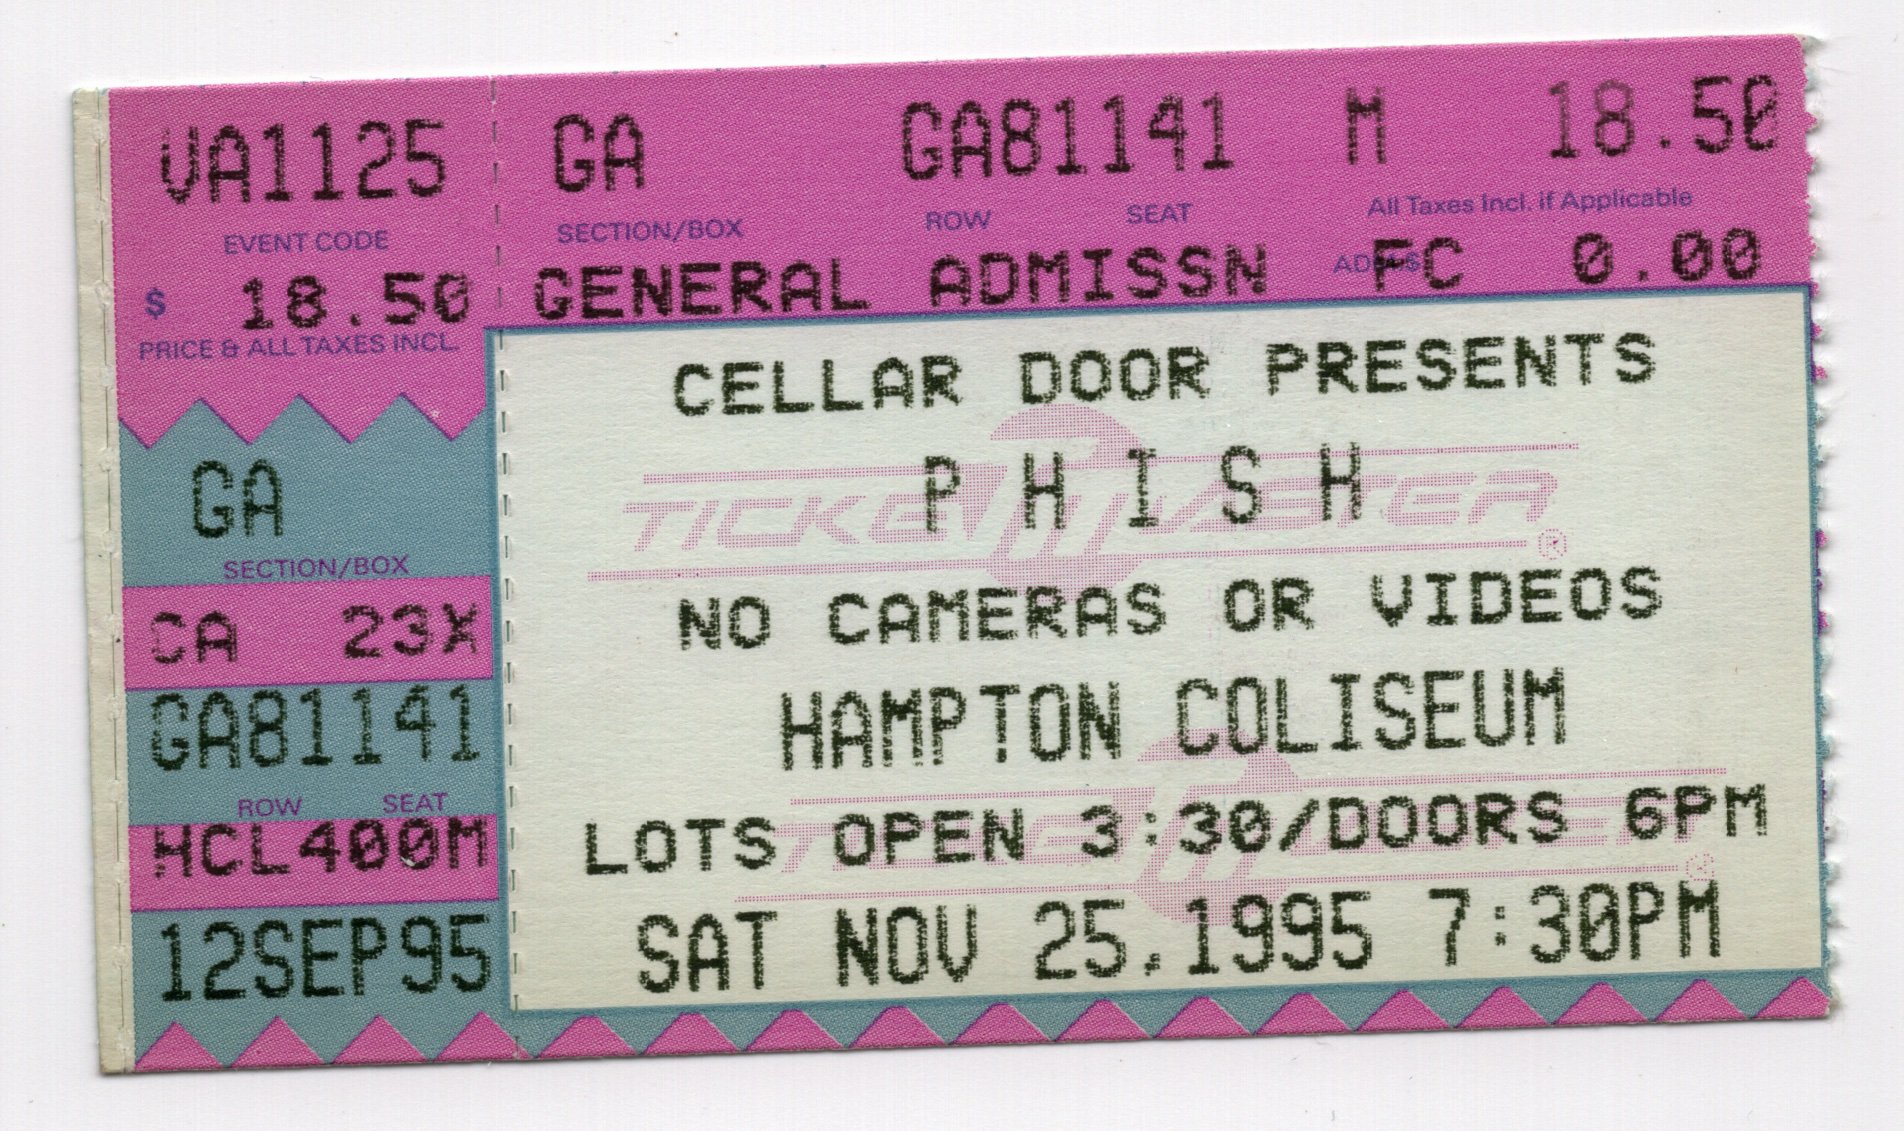 VA1125
EVENT CODE
$ 18.50
PRICE & ALL TAXES INCL.
GA
SECTION/BOX
CA 23X
GA81141
ROW SEAT
HCL400M
12SEP95
GA GA81141 M 18.50
SECTION/BOX ROW SEAT All Taxes Incl. if Applicable
GENERAL ADMISSN FC 0.00
CELLAR DOOR PRESENTS
PHISH
TICKETMASTER®
NO CAMERAS OR VIDEOS
HAMPTON COLISEUM
LOTS OPEN 3:30/DOORS 6PM
TICKETMASTER®
SAT NOV 25,1995 7:30PM